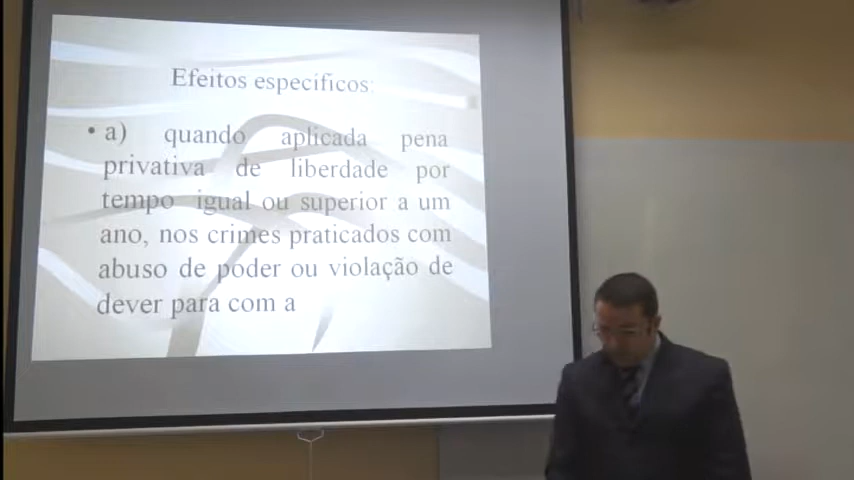 Efeitos específicos:
• a) quando aplicada pena
privativa de liberdade por
tempo igual ou superior a um
ano, nos crimes praticados com
abuso de poder ou violação de
dever para com a